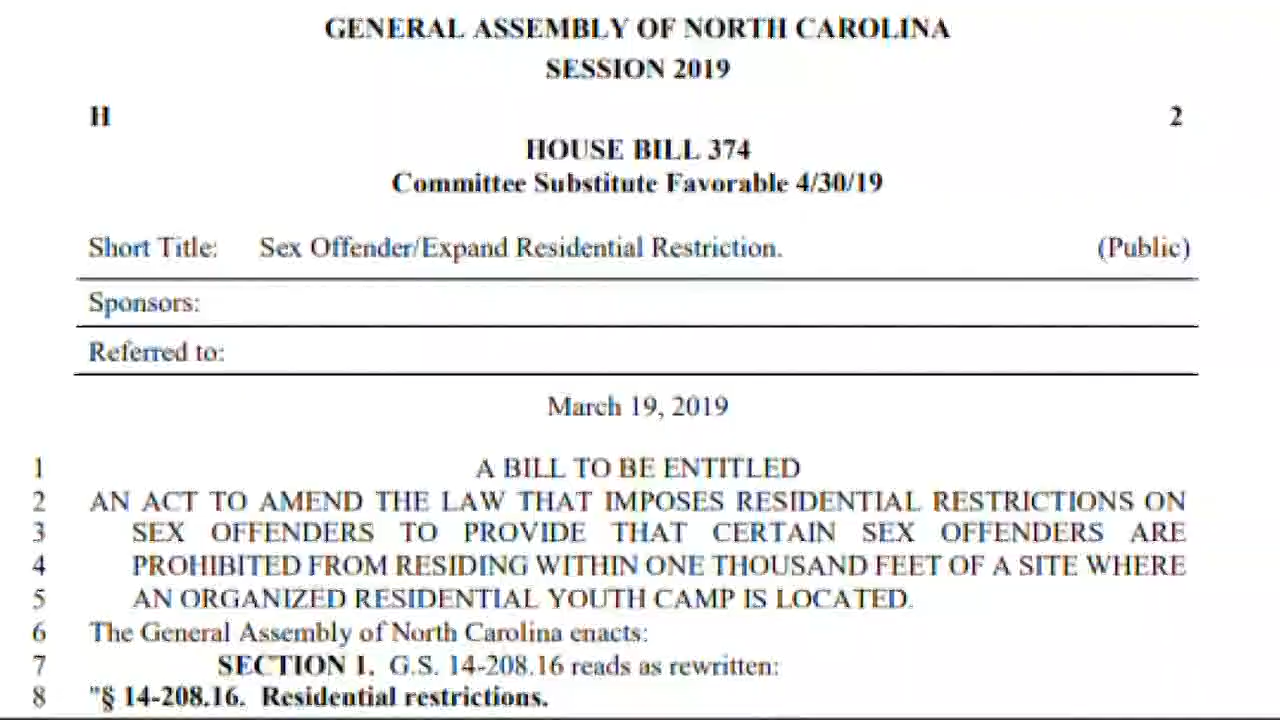 GENERAL ASSEMBLY OF NORTH CAROLINA
SESSION 2019
H 2
HOUSE BILL 374
Committee Substitute Favorable 4/30/19
Short Title: Sex Offender/Expand Residential Restriction. (Public)
Sponsors:
Referred to:
March 19, 2019
1 A BILL TO BE ENTITLED
2 AN ACT TO AMEND THE LAW THAT IMPOSES RESIDENTIAL RESTRICTIONS ON
3 SEX OFFENDERS TO PROVIDE THAT CERTAIN SEX OFFENDERS ARE
4 PROHIBITED FROM RESIDING WITHIN ONE THOUSAND FEET OF A SITE WHERE
5 AN ORGANIZED RESIDENTIAL YOUTH CAMP IS LOCATED.
6 The General Assembly of North Carolina enacts:
7 SECTION 1. G.S. 14-208.16 reads as rewritten:
8 "§ 14-208.16. Residential restrictions.